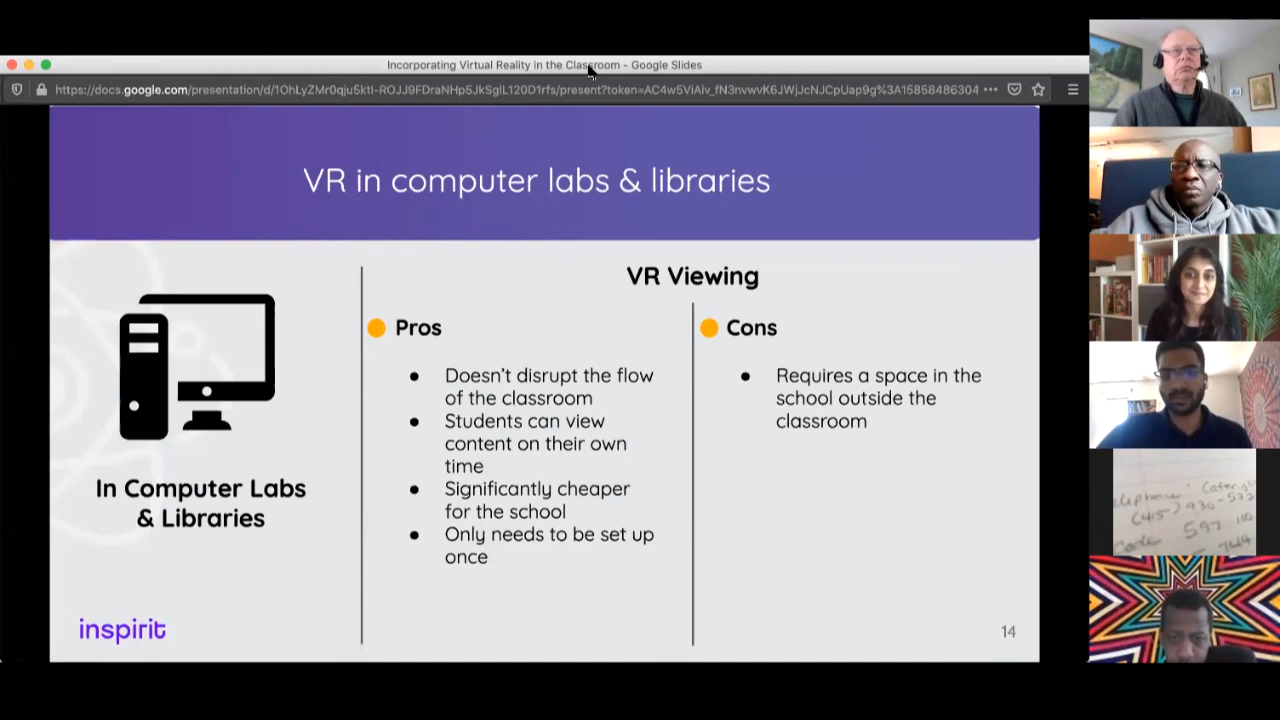 Incorporating Virtual Reality in the Classroom - Google Slides
VR in computer labs & libraries
In Computer Labs
& Libraries
VR Viewing
Pros
Doesn't disrupt the flow
of the classroom
Students can view
content on their own
time
Significantly cheaper
for the school
Only needs to be set up
once
Cons
Requires a space in the
school outside the
classroom
inspirit
14
(415) 930-
597